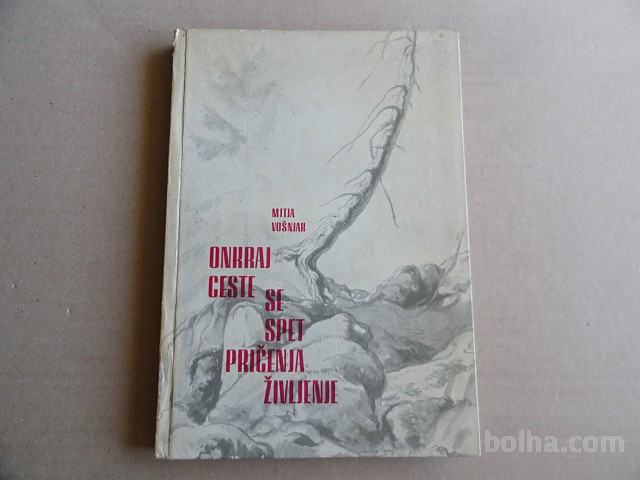 MITJA
VOŠNJAK
ONKRAJ
CESTE
SE
SPET
PRIČENJA
ŽIVLJENJE
bolha.com